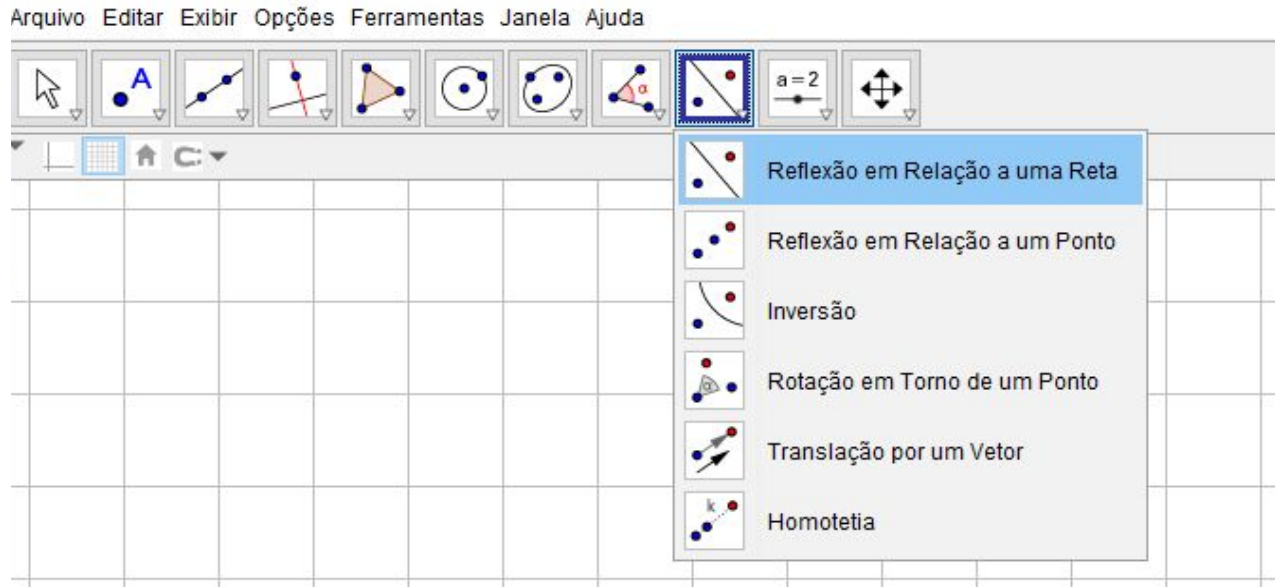 Arquivo Editar Exibir Opções Ferramentas Janela Ajuda
A
α
a=2
Reflexão em Relação a uma Reta
Reflexão em Relação a um Ponto
Inversão
α
Rotação em Torno de um Ponto
Translação por um Vetor
k
Homotetia